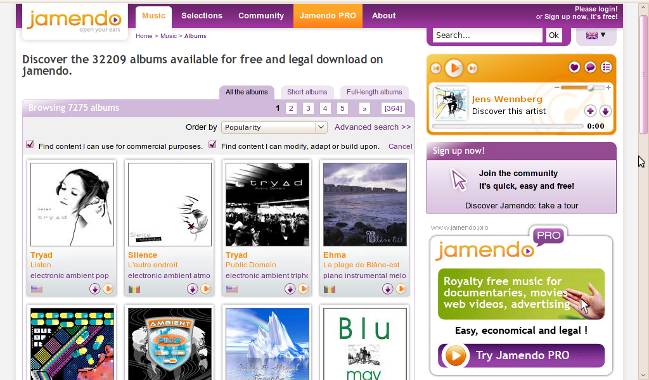 jamendo
open your ears
Music
Selections
Community
Jamendo PRO
About
Please login!
or Sign up now, it's free!
Home > Music > Albums
Search...
Ok
Discover the 32209 albums available for free and legal download on
jamendo.
All the albums
Short albums
Full-length albums
Browsing 7275 albums
1 2 3 4 5 » [364]
Order by
Popularity
Advanced search >>
Find content I can use for commercial purposes.
Find content I can modify, adapt or build upon.
Cancel
tryad
Silence
tryad
Tryad
Listen
electronic ambient pop
Silence
L'autre endroit
electronic ambient atmo
Tryad
Public Domain
electronic ambient triph
Ehma
La plage de Blanc-est
piano instrumental melo
AMBIENT
Blu
may
Jens Wennberg
Discover this artist
0:00
Sign up now!
Join the community
It's quick, easy and free!
Discover Jamendo: take a tour
www.jamendo.pro
jamendo
PRO
Royalty free music for
documentaries, movies,
web videos, advertising
Easy, economical and legal !
Try Jamendo PRO